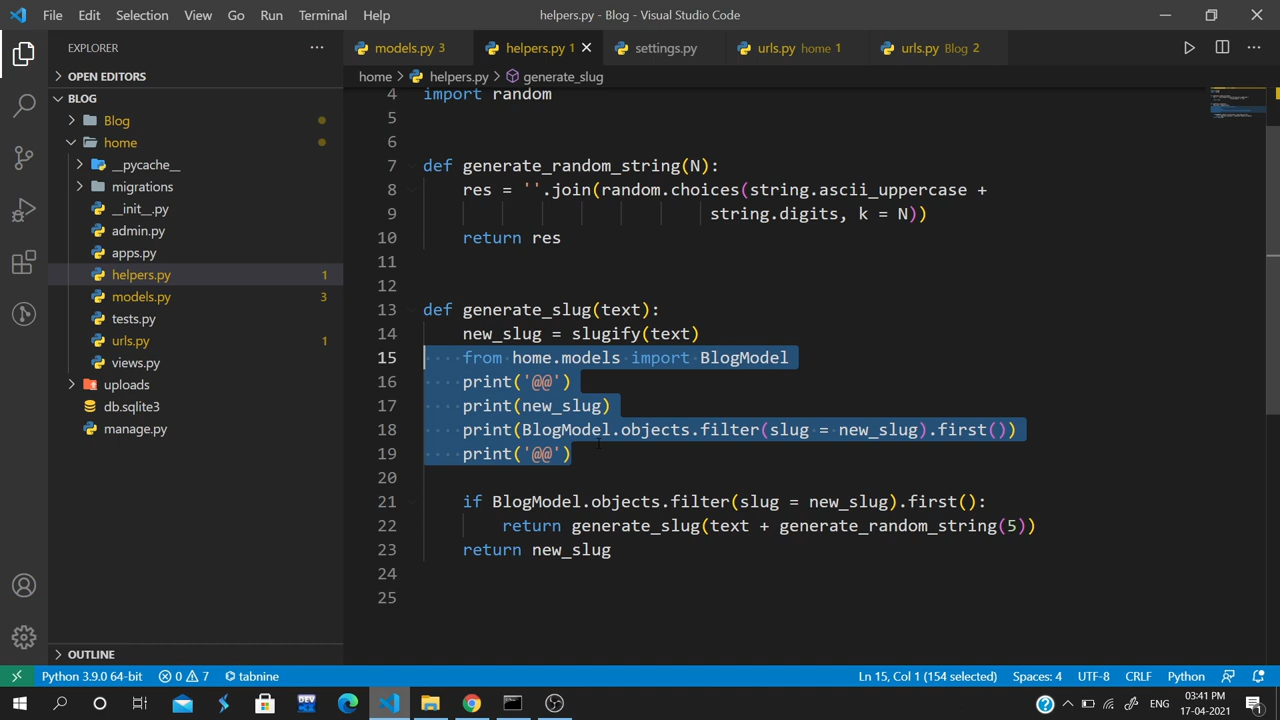 File Edit Selection View Go Run Terminal Help helpers.py - Blog - Visual Studio Code
EXPLORER ...
models.py 3 helpers.py 1 settings.py urls.py home 1 urls.py Blog 2
OPEN EDITORS
home > helpers.py > generate_slug
BLOG
Blog
home
__pycache__
migrations
__init__.py
admin.py
apps.py
helpers.py 1
models.py 3
tests.py
urls.py 1
views.py
uploads
db.sqlite3
manage.py
OUTLINE
4 import random
5
6
7 def generate_random_string(N):
8 res = ''.join(random.choices(string.ascii_uppercase +
9 string.digits, k = N))
10 return res
11
12
13 def generate_slug(text):
14 new_slug = slugify(text)
15 from home.models import BlogModel
16 print('@@')
17 print(new_slug)
18 print(BlogModel.objects.filter(slug = new_slug).first())
19 print('@@')
20
21 if BlogModel.objects.filter(slug = new_slug).first():
22 return generate_slug(text + generate_random_string(5))
23 return new_slug
24
25
Python 3.9.0 64-bit 0 7 tabnine Ln 15, Col 1 (154 selected) Spaces: 4 UTF-8 CRLF Python
DEV ENG 03:41 PM
17-04-2021 1